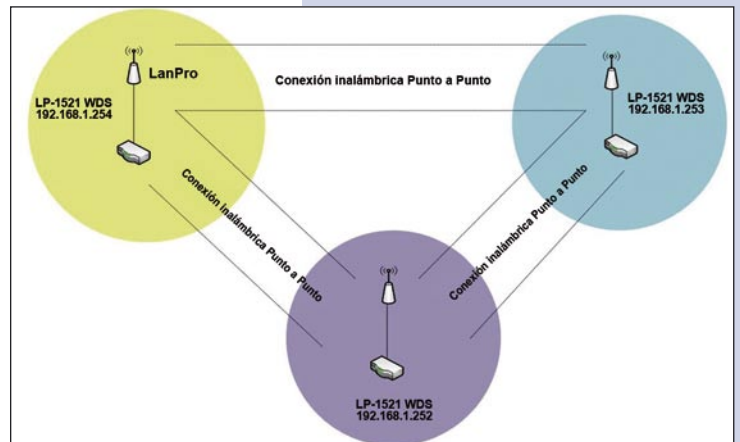 LanPro
LP-1521 WDS
192.168.1.254
Conexión inalámbrica Punto a Punto
LP-1521 WDS
192.168.1.253
Conexión inalámbrica Punto a Punto
Conexión inalámbrica Punto a Punto
LP-1521 WDS
192.168.1.252